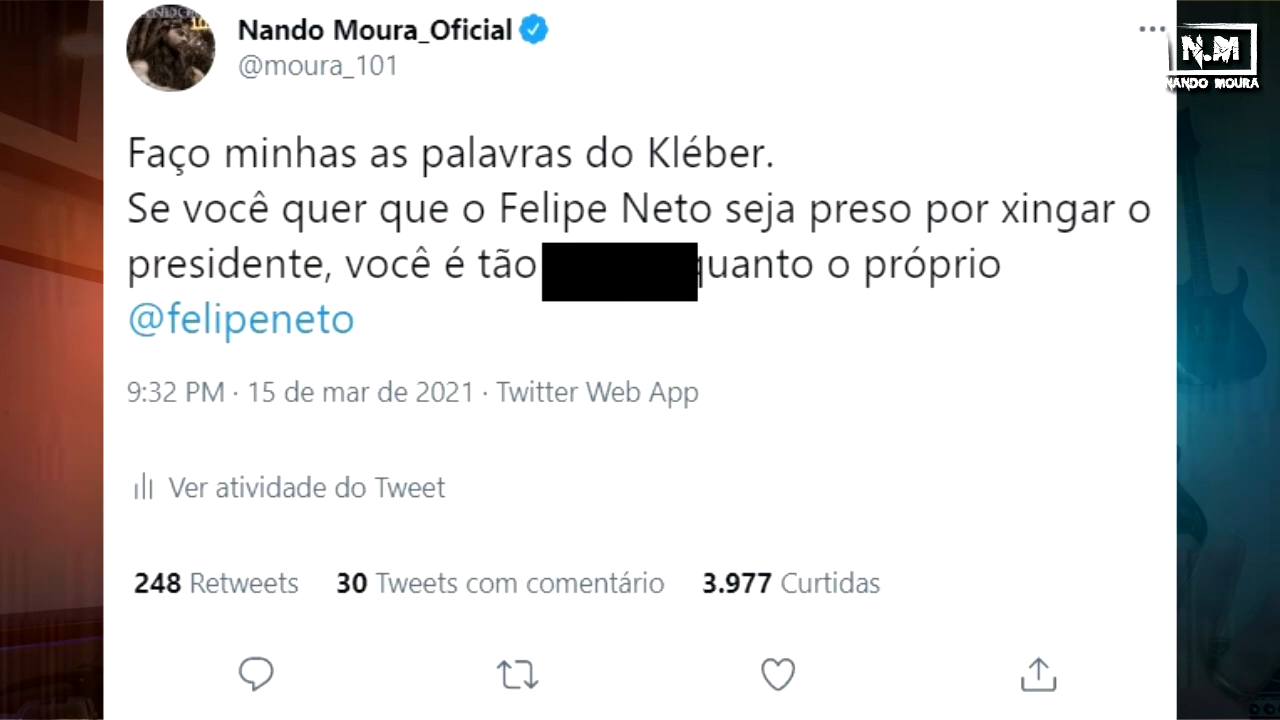 Nando Moura_Oficial
@moura_101
N.M
NANDO MOURA
Faço minhas as palavras do Kléber.
Se você quer que o Felipe Neto seja preso por xingar o
presidente, você é tão quanto o próprio
@felipeneto
9:32 PM · 15 de mar de 2021 · Twitter Web App
Ver atividade do Tweet
248 Retweets 30 Tweets com comentário 3.977 Curtidas